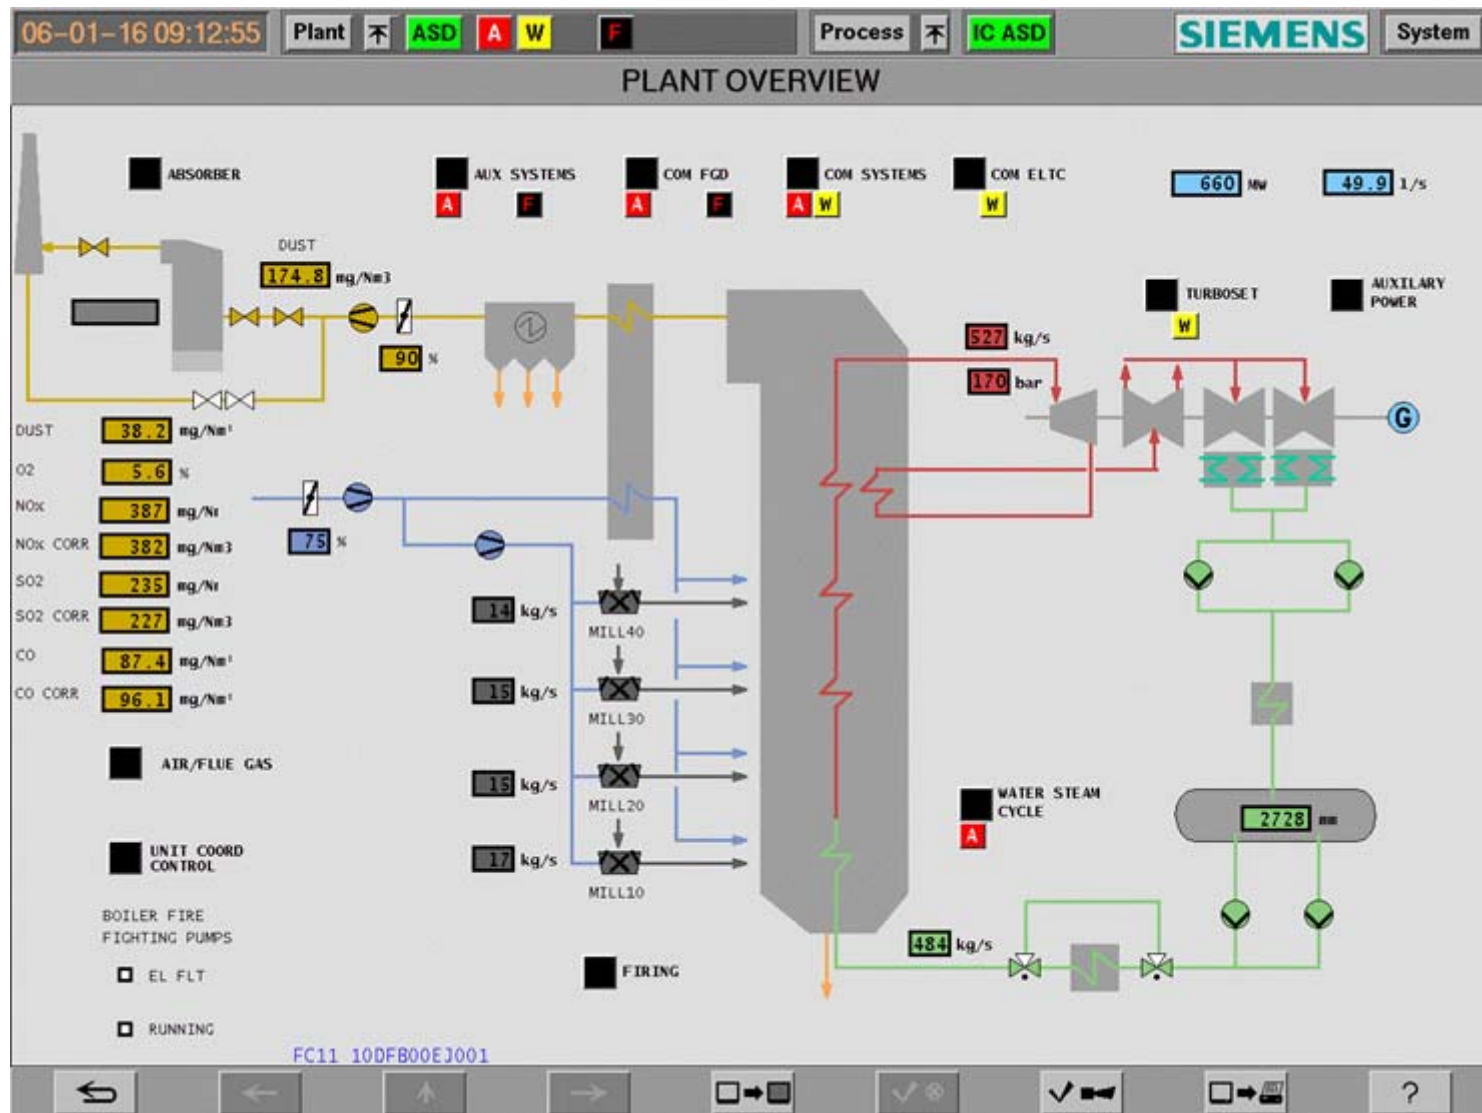 06-01-16 09:12:55 Plant ASD A W F Process IC ASD SIEMENS System
PLANT OVERVIEW
ABSORBER
AUX SYSTEMS
A F
COM FGD
A F
COM SYSTEMS
A W
COM ELTC
W
660 MW
49.9 l/s
DUST
174.8 mg/Nm3
90 %
TURBOSET
W
AUXILARY
POWER
527 kg/s
170 bar
G
DUST 38.2 mg/Nm³
O2 5.6 %
NOx 387 mg/Nr
NOx CORR 382 mg/Nm3
SO2 235 mg/Nr
SO2 CORR 227 mg/Nm3
CO 87.4 mg/Nm³
CO CORR 96.1 mg/Nm³
75 %
14 kg/s
MILL40
15 kg/s
MILL30
15 kg/s
MILL20
17 kg/s
MILL10
AIR/FLUE GAS
UNIT COORD
CONTROL
WATER STEAM
CYCLE
A
2728 mm
484 kg/s
BOILER FIRE
FIGHTING PUMPS
EL FLT
RUNNING
FIRING
FC11 10DFB00EJ001
?